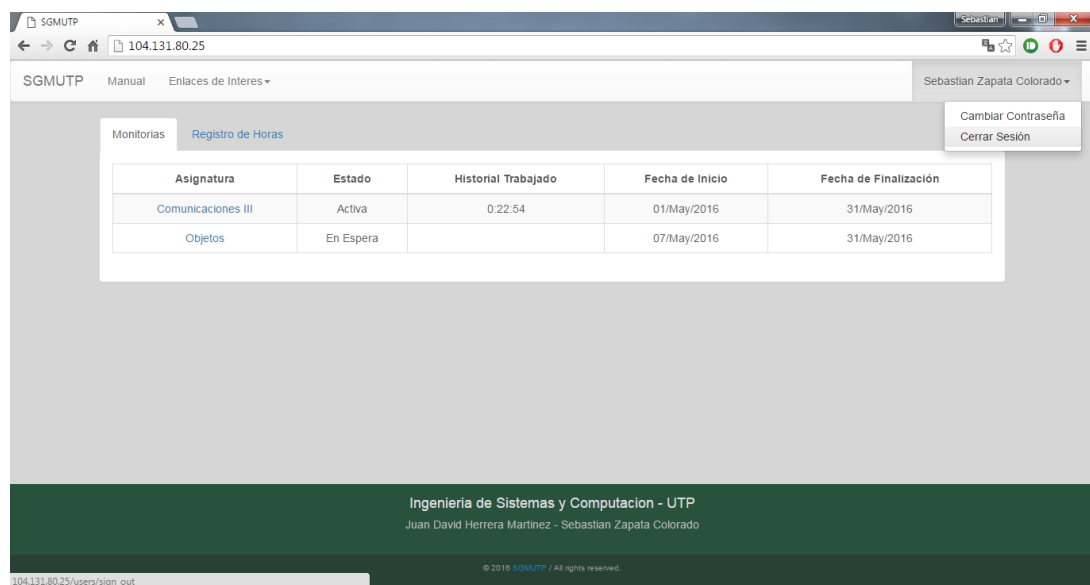 SGMUTP
Sebastian
104.131.80.25
SGMUTP Manual Enlaces de Interes Sebastian Zapata Colorado
Cambiar Contraseña
Cerrar Sesión
Monitorias Registro de Horas
Asignatura Estado Historial Trabajado Fecha de Inicio Fecha de Finalización
Comunicaciones III Activa 0:22:54 01/May/2016 31/May/2016
Objetos En Espera 07/May/2016 31/May/2016
Ingenieria de Sistemas y Computacion - UTP
Juan David Herrera Martinez - Sebastian Zapata Colorado
© 2016 SGMUTP / All rights reserved.
104.131.80.25/users/sign_out